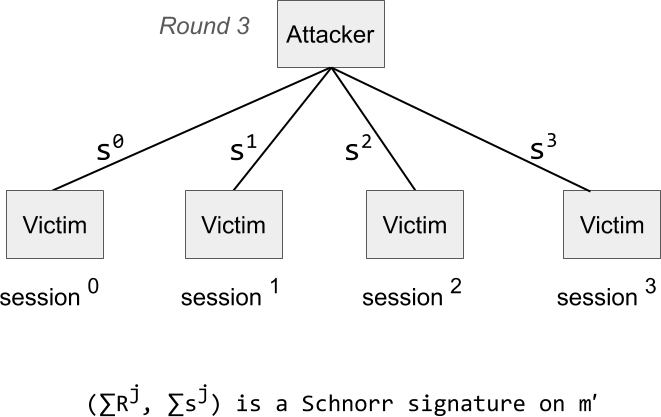 Round 3
Attacker
s⁰ s¹ s² s³
Victim Victim Victim Victim
session ⁰ session ¹ session ² session ³
(∑Rʲ, ∑sʲ) is a Schnorr signature on m′